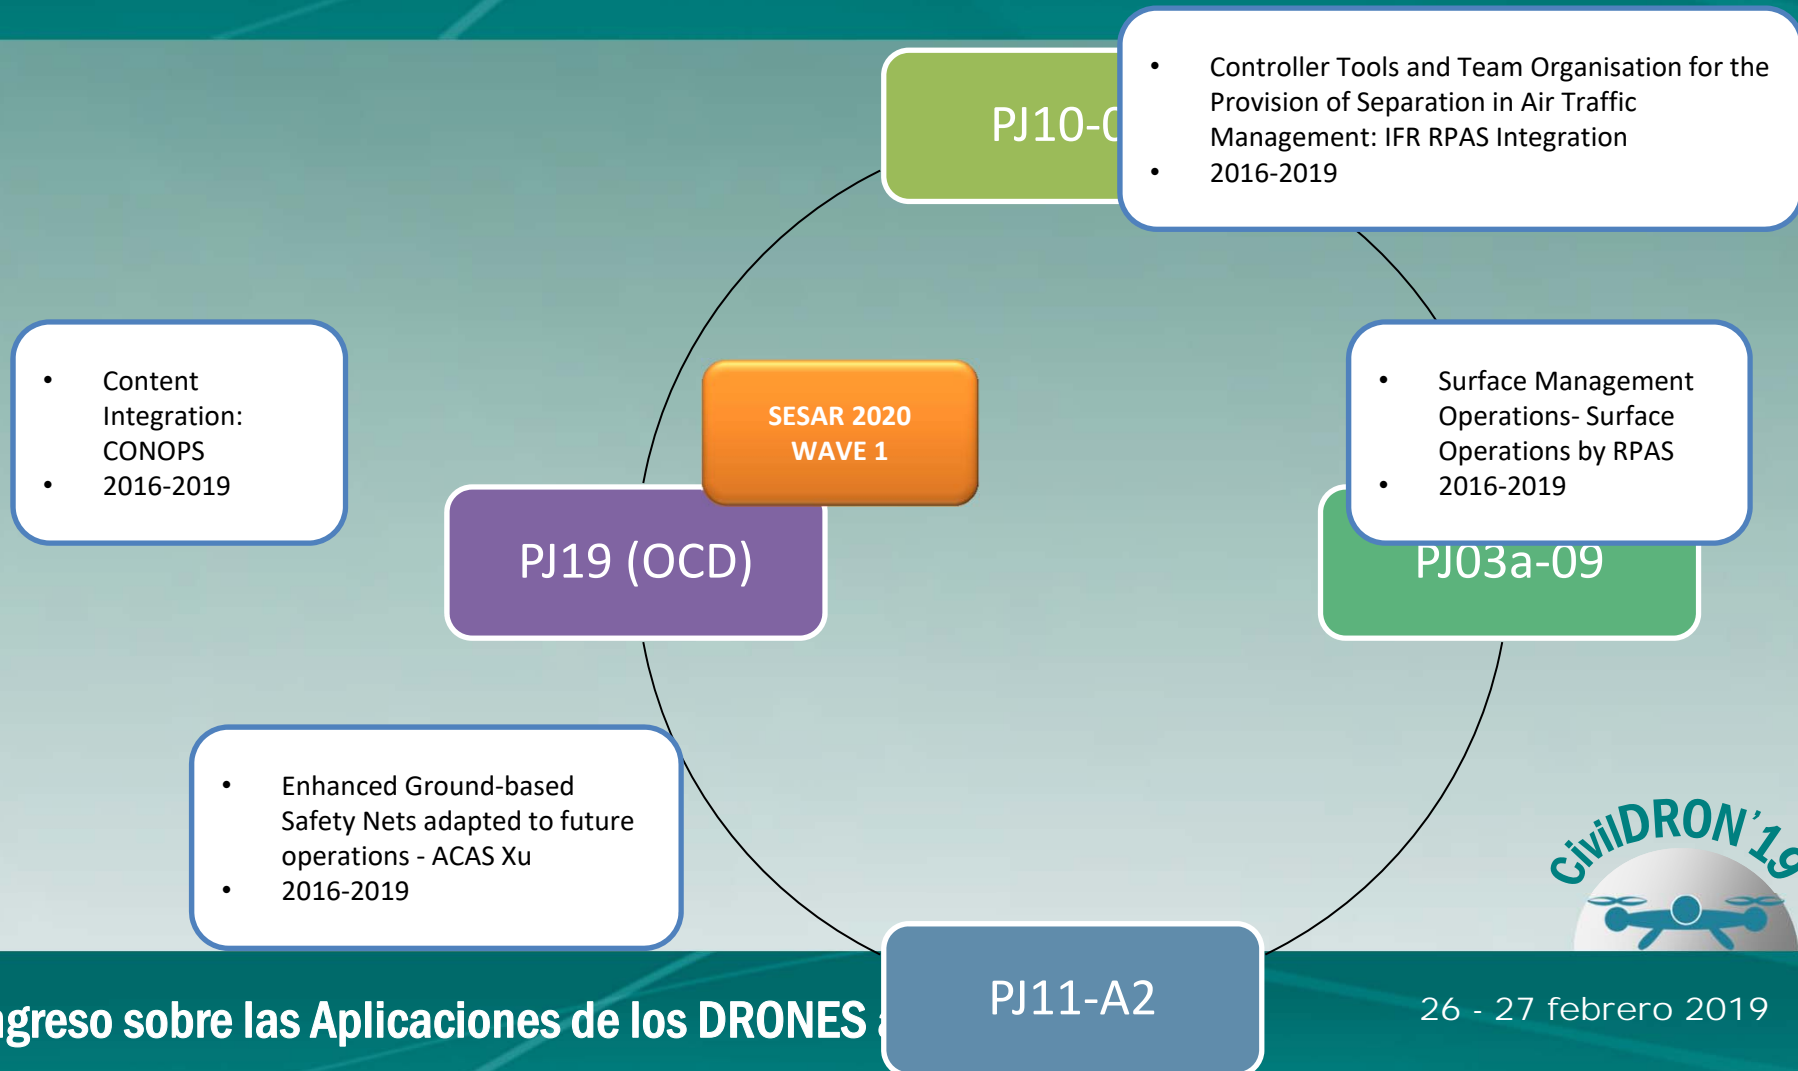 PJ10-0
• Controller Tools and Team Organisation for the
Provision of Separation in Air Traffic
Management: IFR RPAS Integration
• 2016-2019
• Content
Integration:
CONOPS
• 2016-2019
SESAR 2020
WAVE 1
• Surface Management
Operations- Surface
Operations by RPAS
• 2016-2019
PJ19 (OCD)
PJ03a-09
• Enhanced Ground-based
Safety Nets adapted to future
operations - ACAS Xu
• 2016-2019
CivilDRON'19
PJ11-A2
ngreso sobre las Aplicaciones de los DRONES a
26 - 27 febrero 2019